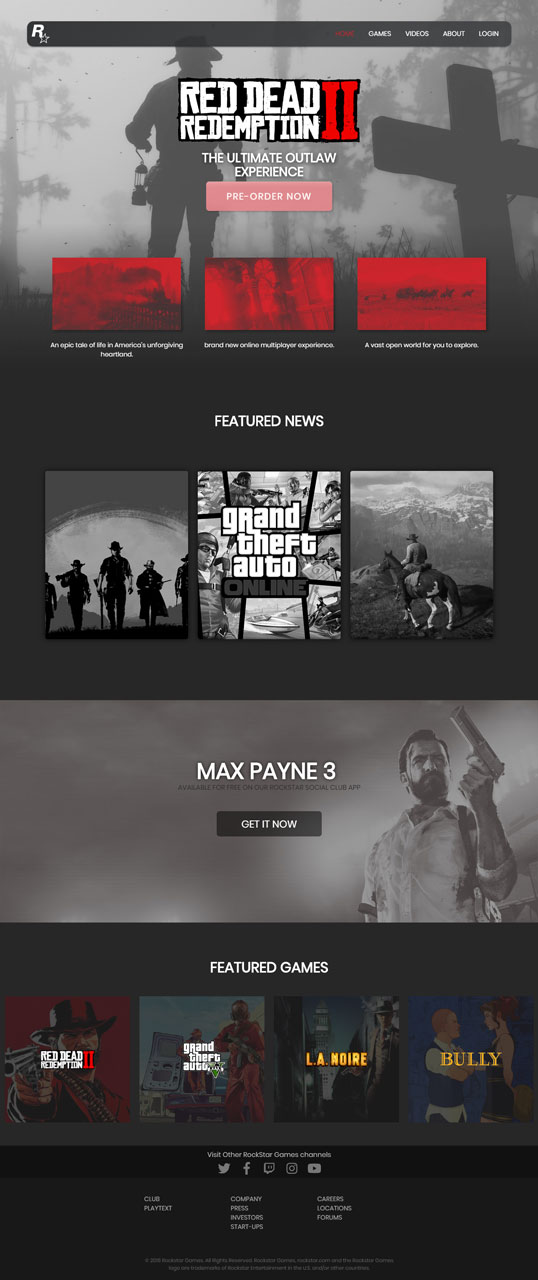 R
HOME GAMES VIDEOS ABOUT LOGIN
RED DEAD
REDEMPTION II
THE ULTIMATE OUTLAW
EXPERIENCE
PRE-ORDER NOW
An epic tale of life in America's unforgiving
heartland.
brand new online multiplayer experience.
A vast open world for you to explore.
FEATURED NEWS
grand
theft
auto
ONLINE
MAX PAYNE 3
AVAILABLE FOR FREE ON OUR ROCKSTAR SOCIAL CLUB APP
GET IT NOW
FEATURED GAMES
RED DEAD
REDEMPTION II
grand
theft
auto V
L.A. NOIRE
BULLY
Visit Other RockStar Games channels
CLUB
PLAYTEXT
COMPANY
PRESS
INVESTORS
START-UPS
CAREERS
LOCATIONS
FORUMS
© 2018 Rockstar Games. All Rights Reserved. Rockstar Games, rockstar.com and the Rockstar Games
logo are trademarks of Rockstar Entertainment in the U.S. and/or other countries.